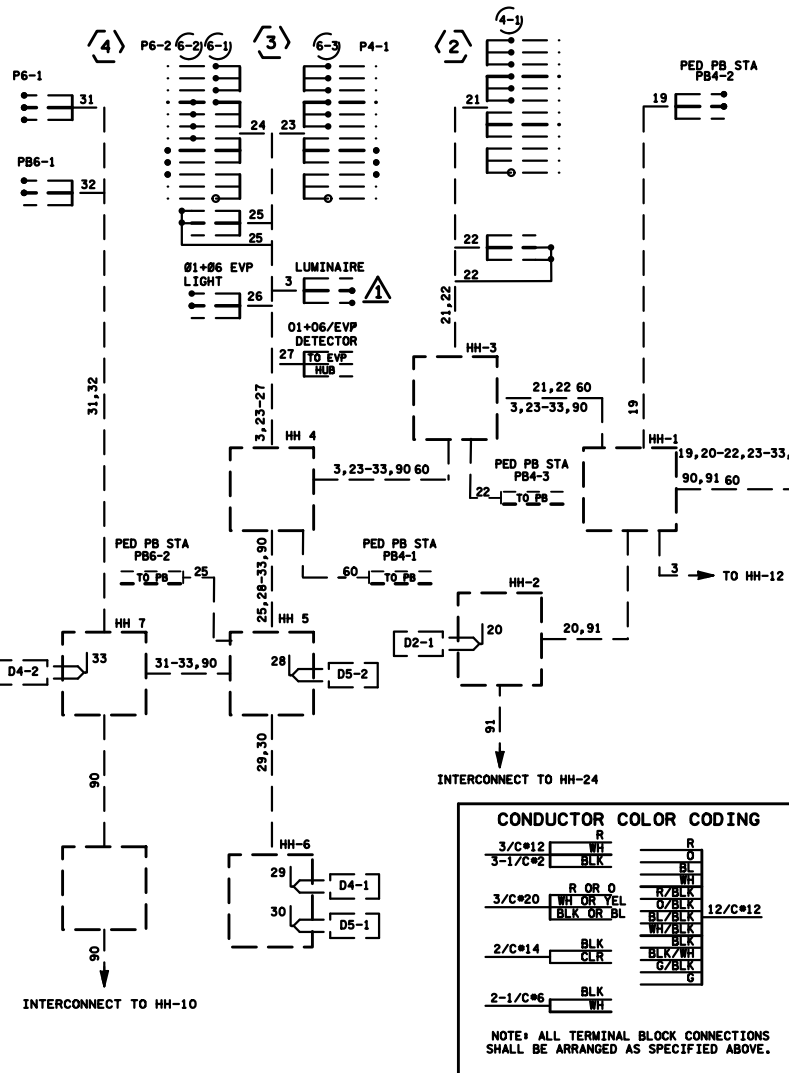 4
P6-2
6-2
6-1
3
6-3
P4-1
2
4-1
P6-1
31
24
23
21
PED PB STA
PB4-2
19
PB6-1
32
25
25
22
22
Ø1+Ø6 EVP
LIGHT
26
3
LUMINAIRE
1
21,22
O1+O6/EVP
DETECTOR
27
TO EVP
HUB
HH-3
31,32
3,23-27
19
21,22 60
3,23-33,90
HH 4
HH-1
3,23-33,90 60
PED PB STA
PB4-3
22
TO PB
19,20-22,23-33,
90,91 60
PED PB STA
PB6-2
TO PB
25
25,28-33,90
PED PB STA
PB4-1
60
TO PB
3
TO HH-12
HH-2
HH 7
HH 5
D2-1
20
20,91
33
D4-2
31-33,90
28
D5-2
91
90
29,30
INTERCONNECT TO HH-24
HH-6
29
D4-1
30
D5-1
90
INTERCONNECT TO HH-10
CONDUCTOR COLOR CODING
3/C#12
3-1/C#2
R
WH
BLK
3/C#20
R OR O
WH OR YEL
BLK OR BL
2/C#14
BLK
CLR
2-1/C#6
BLK
WH
R
O
BL
WH
R/BLK
O/BLK
BL/BLK
WH/BLK
BLK
BLK/WH
G/BLK
G
12/C#12
NOTE: ALL TERMINAL BLOCK CONNECTIONS
SHALL BE ARRANGED AS SPECIFIED ABOVE.